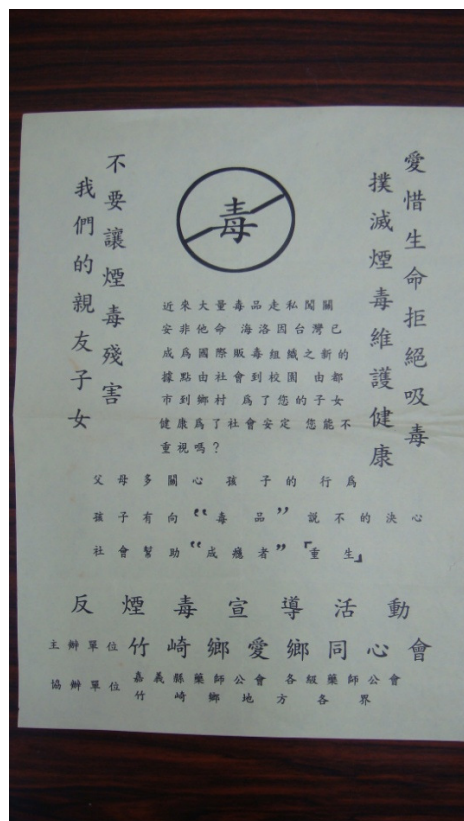 愛惜生命拒絕吸毒
撲滅煙毒維護健康
毒
不要讓煙毒殘害
我們的親友子女
近來大量毒品走私闖關
安非他命 海洛因台灣已
成爲國際販毒組織之新的
據點由社會到校園 由都
市到鄉村 爲了您的子女
健康爲了社會安定 您能不
重視嗎？
父母多關心孩子的行爲
孩子有向“毒品”說不的決心
社會幫助“成癮者”『重生』
反煙毒宣導活動
主辦單位 竹崎鄉愛鄉同心會
協辦單位 嘉義縣藥師公會 各級藥師公會
竹崎鄉地方各界